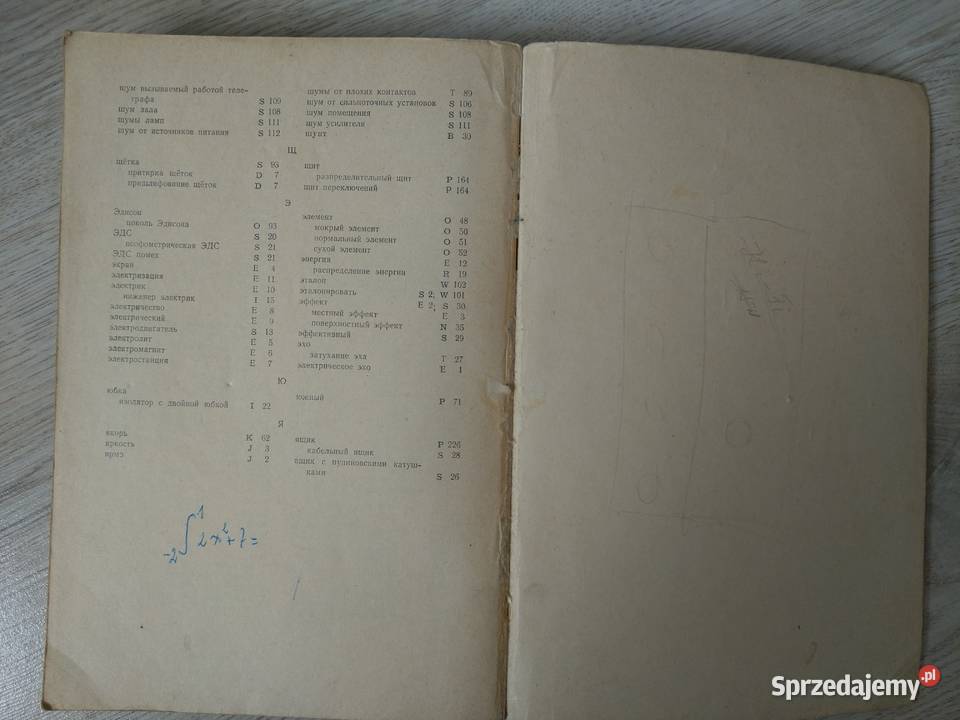 шум вызываемый работой теле-
графа S 109
шум зала S 108
шумы ламп S 111
шум от источников питания S 112
шумы от плохих контактов T 89
шум от сильноточных установок S 106
шум помещения S 108
шум усилителя S 111
шунт B 30
Щ
щётка S 93
притирка щёток D 7
прешлифование щёток D 7
щит
распределительный щит P 164
щит переключений P 164
Э
Эдисон
цоколь Эдисона O 93
ЭДС S 20
псофометрическая ЭДС S 21
ЭДС помех S 21
экран E 4
электризация E 11
электрик E 10
инженер электрик I 15
электричество E 8
электрический E 9
электродвигатель S 13
электролит E 5
электромагнит E 6
электростанция E 7
элемент O 48
мокрый элемент O 50
нормальный элемент O 51
сухой элемент O 52
энергия E 12
распределение энергии R 19
эталон W 102
эталонировать S 2; W 101
эффект E 2; S 30
местный эффект E 3
поверхностный эффект N 35
эффективный S 29
эхо
затухание эха T 27
электрическое эхо E 1
Ю
юбка
изолятор с двойной юбкой I 22
южный P 71
Я
якорь K 62
яркость J 3
ярмо J 2
ящик P 226
кабельный ящик S 28
ящик с пупиновскими катуш-
ками S 26
-2∫1 2x²+7=
Sprzedajemy.pl